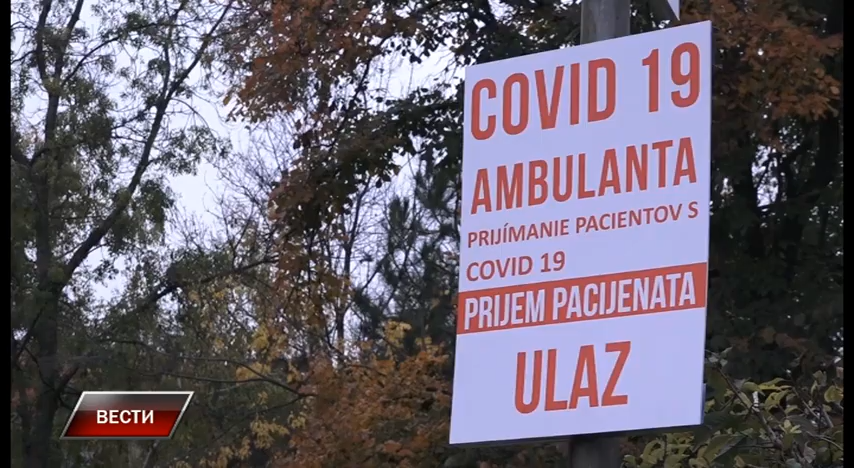 COVID 19
AMBULANTA
PRIJÍMANIE PACIENTOV S
COVID 19
PRIJEM PACIJENATA
ULAZ
ВЕСТИ